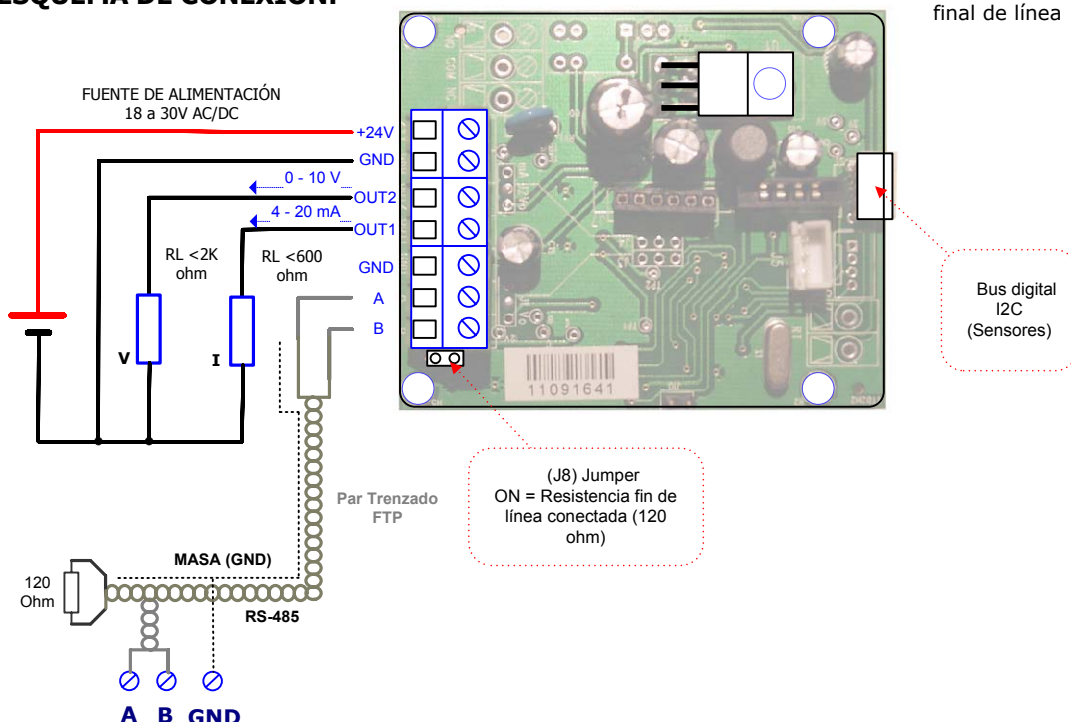 ESQUEMA DE CONEXIÓN:
final de línea
FUENTE DE ALIMENTACIÓN
18 a 30V AC/DC
+24V
GND
0 - 10 V
OUT2
4 - 20 mA
OUT1
RL <2K
ohm
RL <600
ohm
GND
A
B
V
I
Bus digital
I2C
(Sensores)
11091641
(J8) Jumper
ON = Resistencia fin de
línea conectada (120
ohm)
Par Trenzado
FTP
MASA (GND)
120
Ohm
RS-485
A B GND